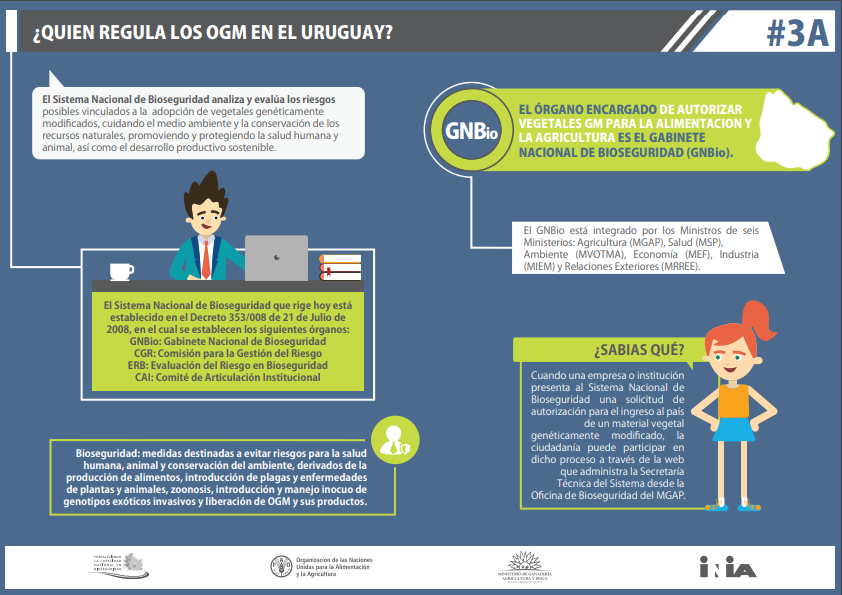 ¿QUIEN REGULA LOS OGM EN EL URUGUAY?
#3A
El Sistema Nacional de Bioseguridad analiza y evalúa los riesgos
posibles vinculados a la adopción de vegetales genéticamente
modificados, cuidando el medio ambiente y la conservación de los
recursos naturales, promoviendo y protegiendo la salud humana y
animal, así como el desarrollo productivo sostenible.
El Sistema Nacional de Bioseguridad que rige hoy está
establecido en el Decreto 353/008 de 21 de Julio de
2008, en el cual se establecen los siguientes órganos:
GNBio: Gabinete Nacional de Bioseguridad
CGR: Comisión para la Gestión del Riesgo
ERB: Evaluación del Riesgo en Bioseguridad
CAI: Comité de Articulación Institucional
Bioseguridad: medidas destinadas a evitar riesgos para la salud
humana, animal y conservación del ambiente, derivados de la
producción de alimentos, introducción de plagas y enfermedades
de plantas y animales, zoonosis, introducción y manejo inocuo de
genotipos exóticos invasivos y liberación de OGM y sus productos.
GNBio
EL ÓRGANO ENCARGADO DE AUTORIZAR
VEGETALES GM PARA LA ALIMENTACION Y
LA AGRICULTURA ES EL GABINETE
NACIONAL DE BIOSEGURIDAD (GNBio).
El GNBio está integrado por los Ministros de seis
Ministerios: Agricultura (MGAP), Salud (MSP),
Ambiente (MVOTMA), Economía (MEF), Industria
(MIEM) y Relaciones Exteriores (MRREE).
¿SABIAS QUÉ?
Cuando una empresa o institución
presenta al Sistema Nacional de
Bioseguridad una solicitud de
autorización para el ingreso al país
de un material vegetal
genéticamente modificado, la
ciudadanía puede participar en
dicho proceso a través de la web
que administra la Secretaría
Técnica del Sistema desde la
Oficina de Bioseguridad del MGAP.
FAO
Organización de las Naciones
Unidas para la Alimentación
y la Agricultura
MINISTERIO DE GANADERÍA
AGRICULTURA Y PESCA
iNiA